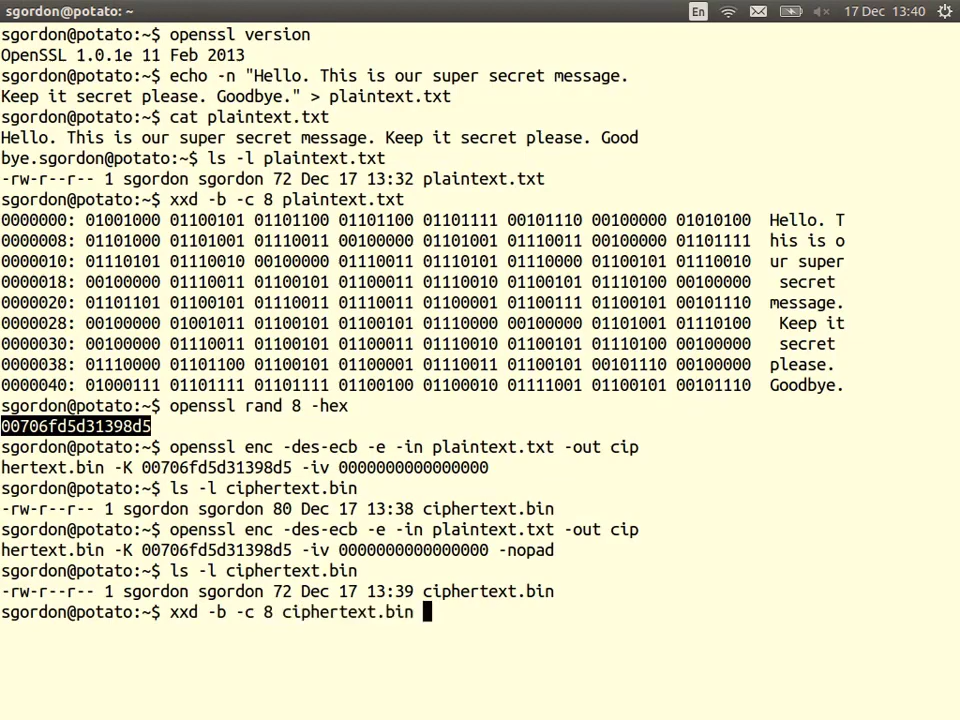 sgordon@potato: ~ En 17 Dec 13:40
sgordon@potato:~$ openssl version
OpenSSL 1.0.1e 11 Feb 2013
sgordon@potato:~$ echo -n "Hello. This is our super secret message.
Keep it secret please. Goodbye." > plaintext.txt
sgordon@potato:~$ cat plaintext.txt
Hello. This is our super secret message. Keep it secret please. Good
bye.sgordon@potato:~$ ls -l plaintext.txt
-rw-r--r-- 1 sgordon sgordon 72 Dec 17 13:32 plaintext.txt
sgordon@potato:~$ xxd -b -c 8 plaintext.txt
0000000: 01001000 01100101 01101100 01101100 01101111 00101110 00100000 01010100  Hello. T
0000008: 01101000 01101001 01110011 00100000 01101001 01110011 00100000 01101111  his is o
0000010: 01110101 01110010 00100000 01110011 01110101 01110000 01100101 01110010  ur super
0000018: 00100000 01110011 01100101 01100011 01110010 01100101 01110100 00100000   secret
0000020: 01101101 01100101 01110011 01110011 01100001 01100111 01100101 00101110  message.
0000028: 00100000 01001011 01100101 01100101 01110000 00100000 01101001 01110100   Keep it
0000030: 00100000 01110011 01100101 01100011 01110010 01100101 01110100 00100000   secret
0000038: 01110000 01101100 01100101 01100001 01110011 01100101 00101110 00100000  please.
0000040: 01000111 01101111 01101111 01100100 01100010 01111001 01100101 00101110  Goodbye.
sgordon@potato:~$ openssl rand 8 -hex
00706fd5d31398d5
sgordon@potato:~$ openssl enc -des-ecb -e -in plaintext.txt -out cip
hertext.bin -K 00706fd5d31398d5 -iv 0000000000000000
sgordon@potato:~$ ls -l ciphertext.bin
-rw-r--r-- 1 sgordon sgordon 80 Dec 17 13:38 ciphertext.bin
sgordon@potato:~$ openssl enc -des-ecb -e -in plaintext.txt -out cip
hertext.bin -K 00706fd5d31398d5 -iv 0000000000000000 -nopad
sgordon@potato:~$ ls -l ciphertext.bin
-rw-r--r-- 1 sgordon sgordon 72 Dec 17 13:39 ciphertext.bin
sgordon@potato:~$ xxd -b -c 8 ciphertext.bin